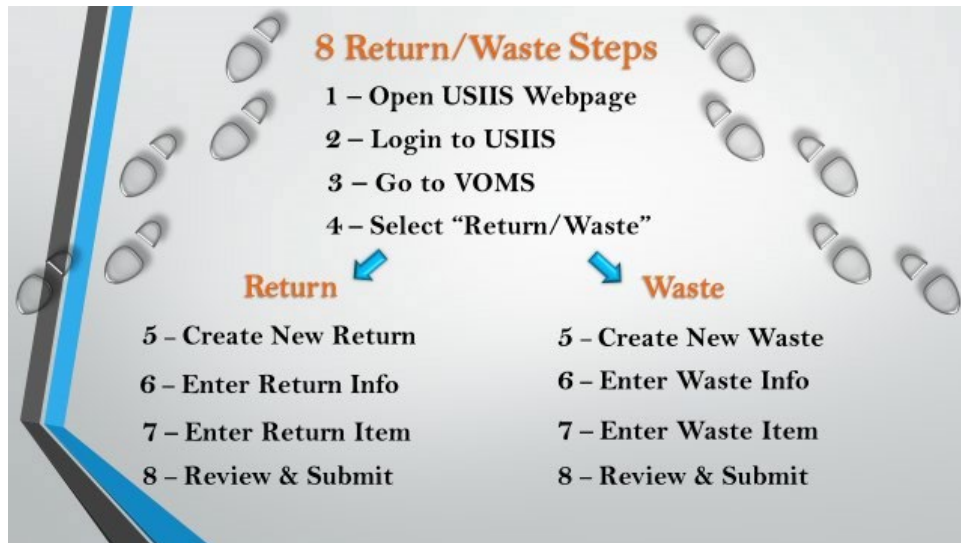 8 Return/Waste Steps
1 – Open USIIS Webpage
2 – Login to USIIS
3 – Go to VOMS
4 – Select “Return/Waste”
Return
5 – Create New Return
6 – Enter Return Info
7 – Enter Return Item
8 – Review & Submit
Waste
5 – Create New Waste
6 – Enter Waste Info
7 – Enter Waste Item
8 – Review & Submit